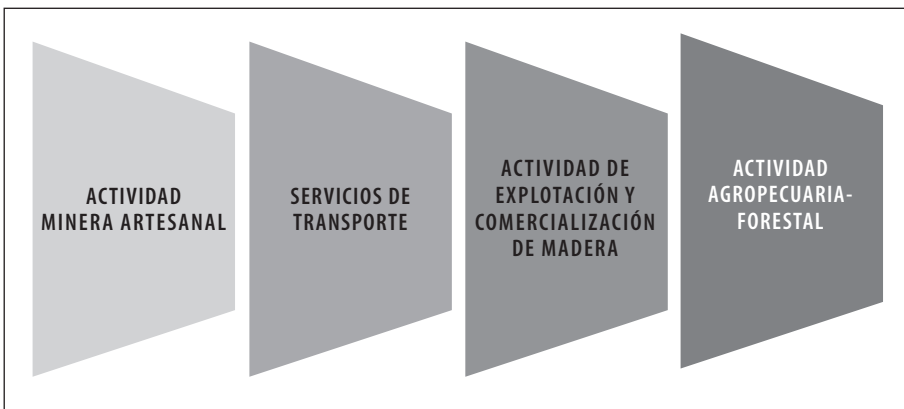 ACTIVIDAD
MINERA ARTESANAL
SERVICIOS DE
TRANSPORTE
ACTIVIDAD DE
EXPLOTACIÓN Y
COMERCIALIZACIÓN
DE MADERA
ACTIVIDAD
AGROPECUARIA-
FORESTAL